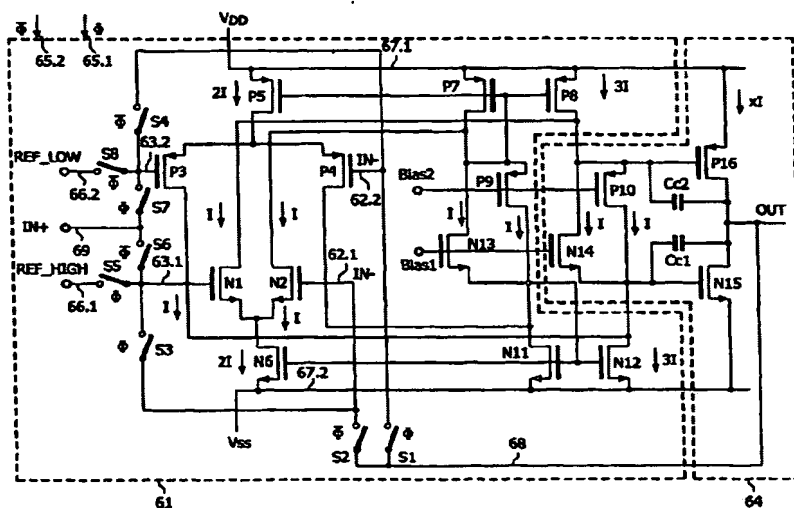 Φ̅ Φ VDD
65.2 65.1 67.1
2I P5 P7 P8 3I xI
Φ̅ S4
REF_LOW S8 63.2 P3 P4 IN- P16
66.2 Φ̅ 62.2 Bias2 P9 P10 Cc2
S7
IN+ I I I I I I OUT
69 Φ̅ S6 62.1 N13 N14 Cc1
REF_HIGH S5 63.1 N1 N2 IN- Bias1 N15
66.1 Φ I I
Φ S3 2I N6 N11 N12 3I
67.2
VSS Φ̅ Φ
S2 S1 68
61 64